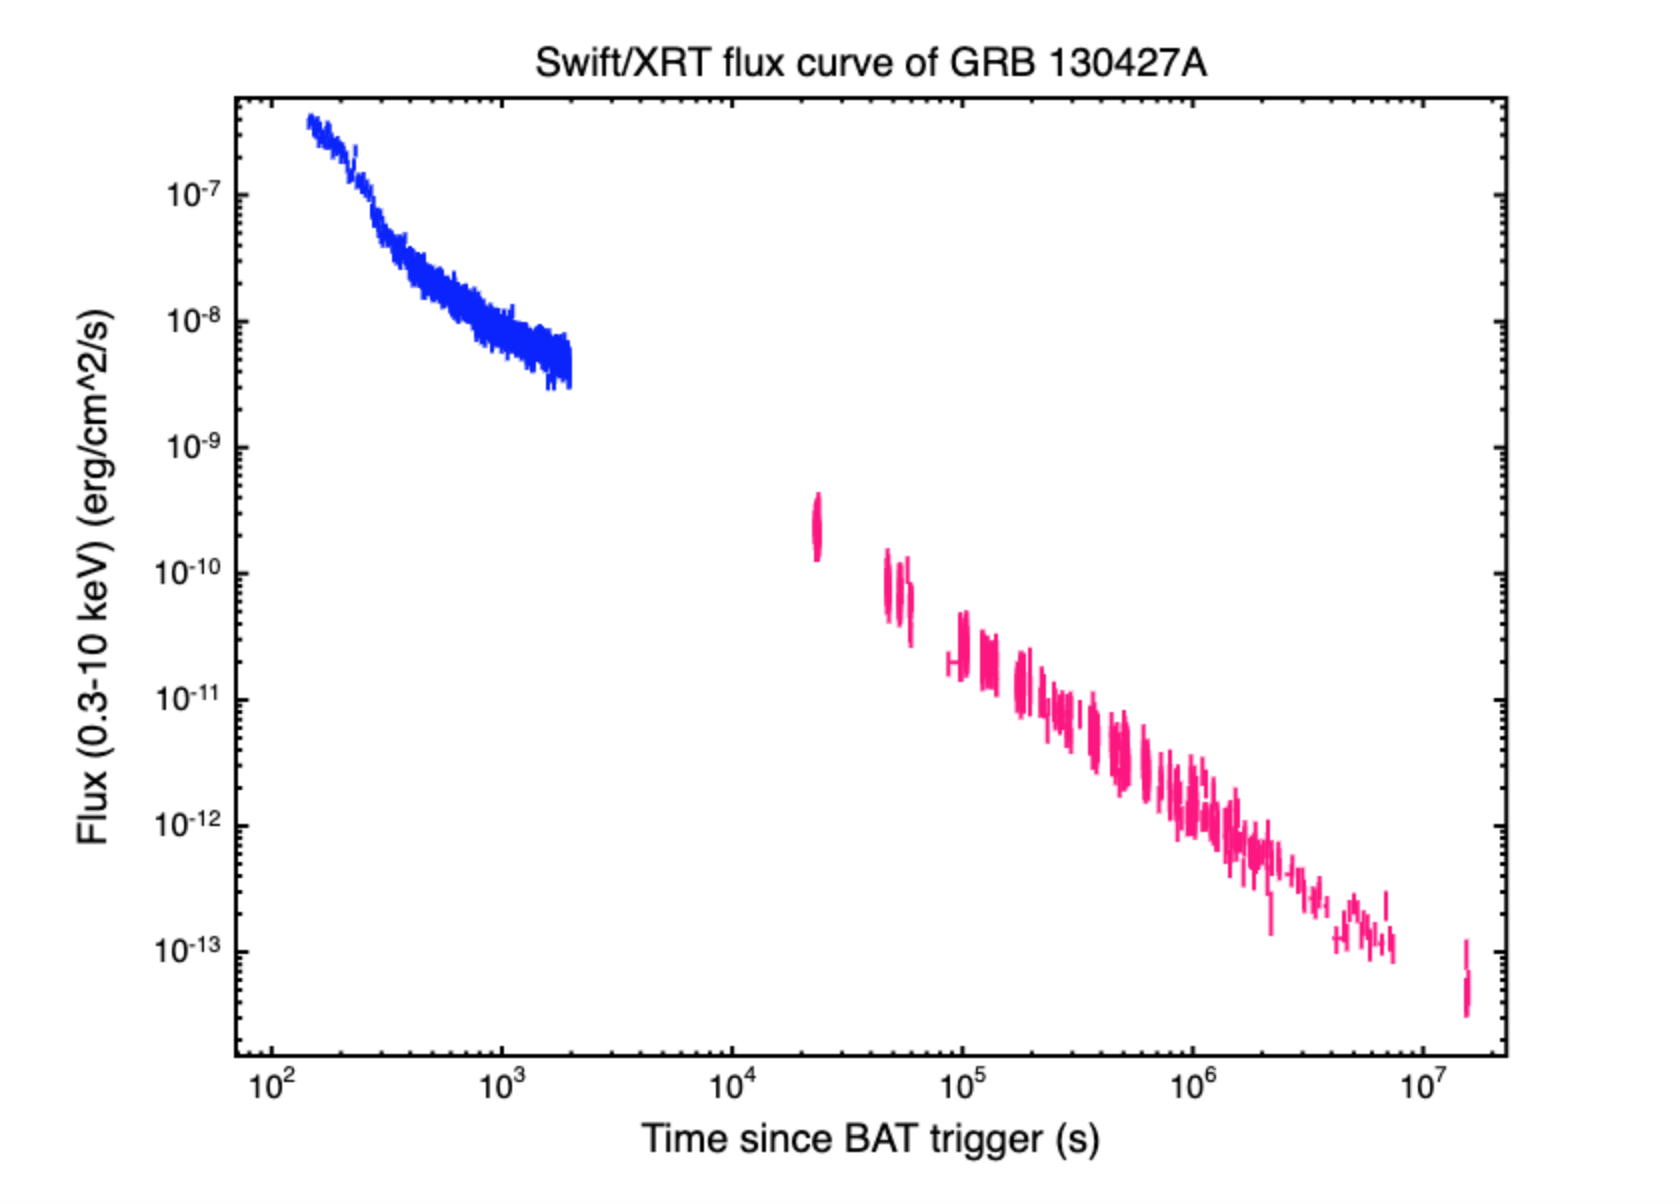 Swift/XRT flux curve of GRB 130427A
Flux (0.3-10 keV) (erg/cm^2/s)
10⁻⁷
10⁻⁸
10⁻⁹
10⁻¹⁰
10⁻¹¹
10⁻¹²
10⁻¹³
10² 10³ 10⁴ 10⁵ 10⁶ 10⁷
Time since BAT trigger (s)